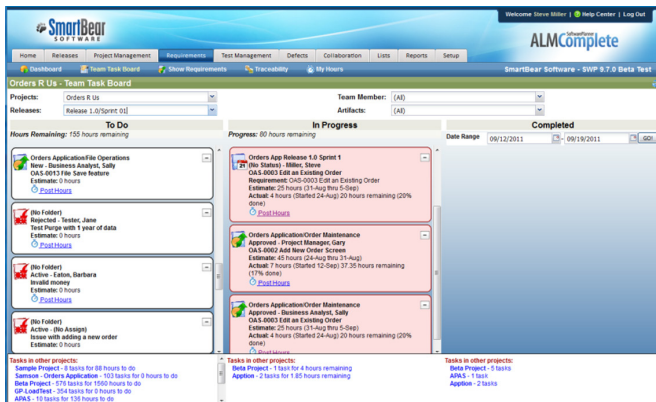 Welcome Steve Miller | Help Center | Log Out
SmartBear
SOFTWARE
SoftwarePlanner
ALMComplete
Home Releases Project Management Requirements Test Management Defects Collaboration Lists Reports Setup
Dashboard Team Task Board Show Requirements Traceability My Hours SmartBear Software - SWP 9.7.0 Beta Test
Orders R Us - Team Task Board
Projects: Orders R Us Team Member: (All)
Releases: Release 1.0/Sprint 01 Artifacts: (All)
To Do
Hours Remaining: 155 hours remaining
Orders Application/File Operations
New - Business Analyst, Sally
OAS-0013 File Save feature
Estimate: 0 hours
Post Hours
(No Folder)
Rejected - Tester, Jane
Test Purge with 1 year of data
Estimate: 0 hours
Post Hours
(No Folder)
Active - Eaton, Barbara
Invalid money
Estimate: 0 hours
Post Hours
(No Folder)
Active - (No Assign)
Issue with adding a new order
Estimate: 0 hours
Tasks in other projects:
Sample Project - 8 tasks for 88 hours to do
Samson - Orders Application - 103 tasks for 0 hours to do
Beta Project - 576 tasks for 1560 hours to do
GP-LoadTest - 354 tasks for 0 hours to do
APAS - 10 tasks for 136 hours to do
In Progress
Progress: 80 hours remaining
Orders App Release 1.0 Sprint 1
(No Status) - Miller, Steve
OAS-0003 Edit an Existing Order
Requirement: OAS-0003 Edit an Existing Order
Estimate: 25 hours (31-Aug thru 5-Sep)
Actual: 4 hours (Started 24-Aug) 20 hours remaining (20%
done)
Post Hours
Orders Application/Order Maintenance
Approved - Project Manager, Gary
OAS-0002 Add New Order Screen
Estimate: 45 hours (24-Aug thru 31-Aug)
Actual: 7 hours (Started 12-Sep) 37.35 hours remaining
(17% done)
Post Hours
Orders Application/Order Maintenance
Approved - Business Analyst, Sally
OAS-0003 Edit an Existing Order
Estimate: 25 hours (31-Aug thru 5-Sep)
Actual: 4 hours (Started 24-Aug) 20 hours remaining (20%
done)
Post Hours
Tasks in other projects:
Beta Project - 1 task for 4 hours remaining
Apption - 2 tasks for 1.85 hours remaining
Completed
Date Range 09/12/2011 - 09/19/2011 GO!
Tasks in other projects:
Beta Project - 5 tasks
APAS - 1 task
Apption - 2 tasks